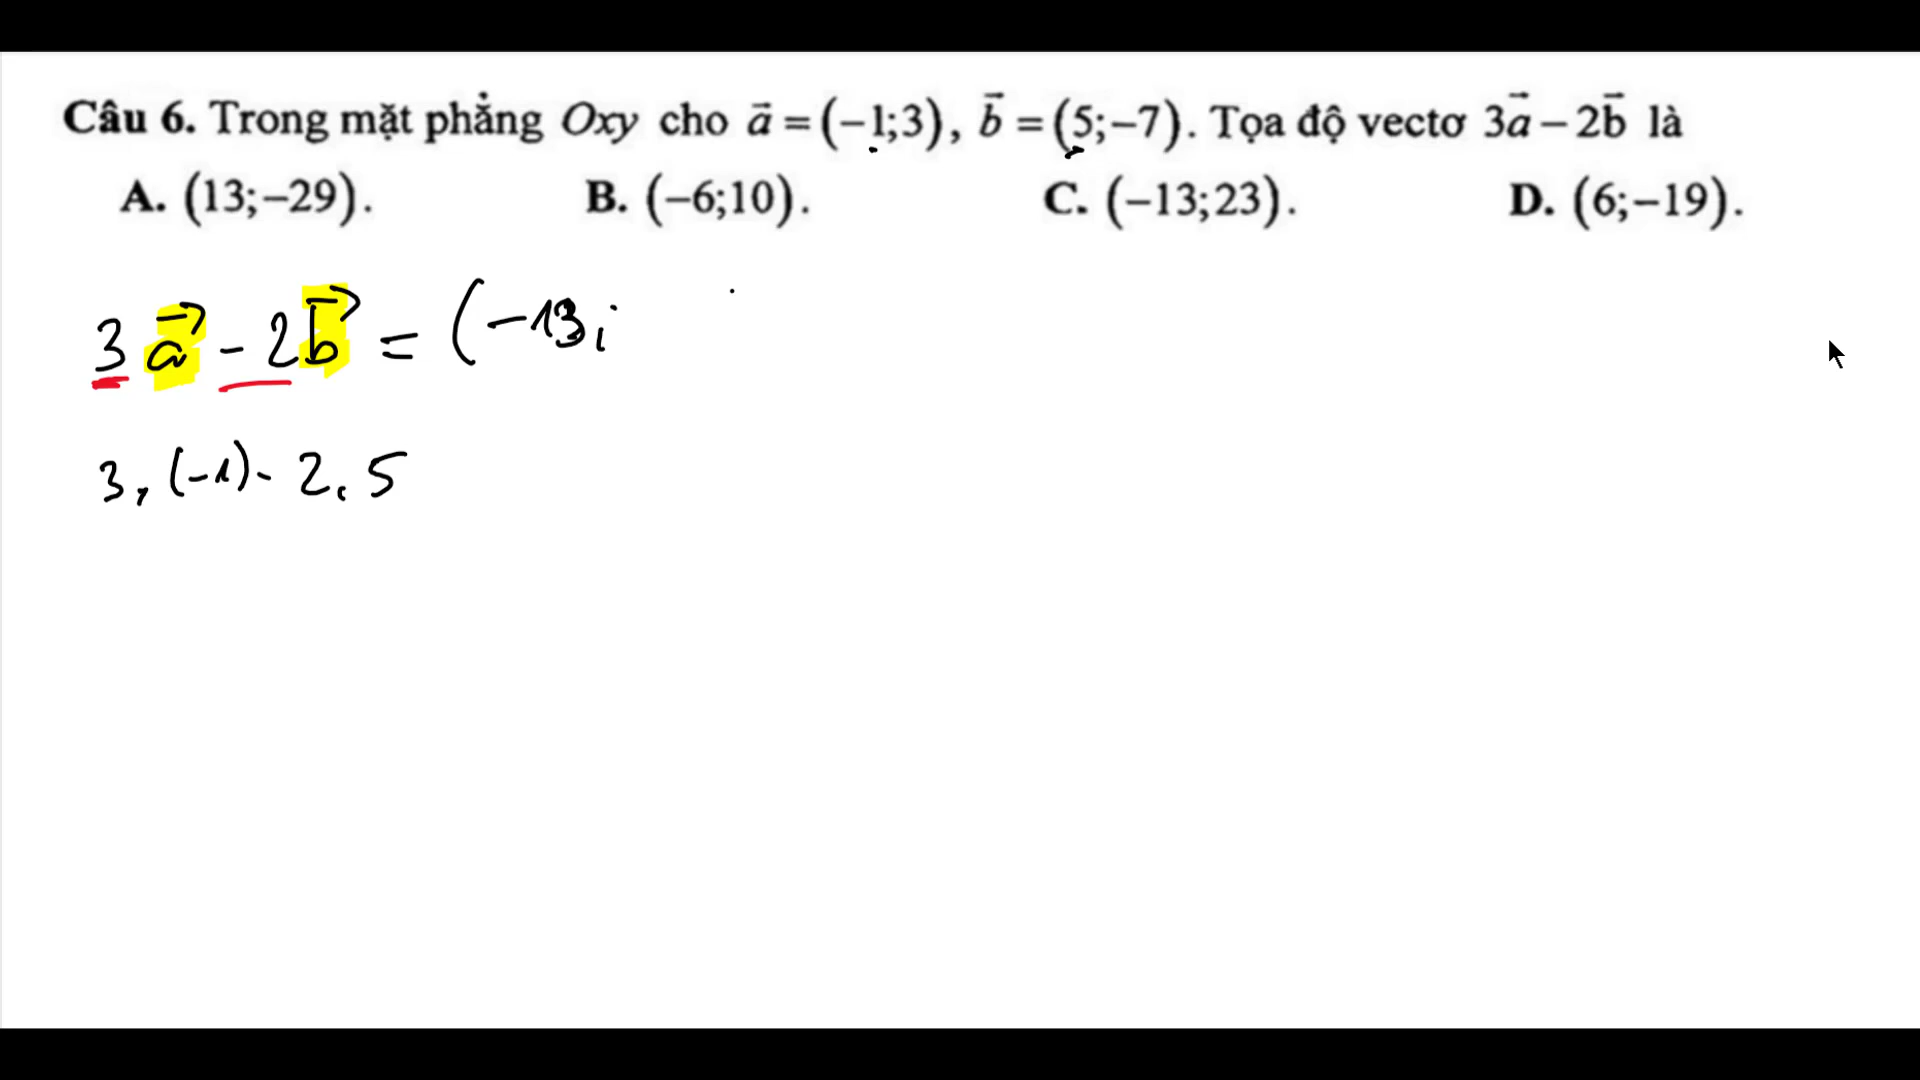 Câu 6. Trong mặt phẳng Oxy cho a⃗ = (−1;3), b⃗ = (5;−7). Tọa độ vectơ 3a⃗ − 2b⃗ là
A. (13;−29). B. (−6;10). C. (−13;23). D. (6;−19).
3a⃗ - 2b⃗ = (-13;
3.(-1) - 2.5